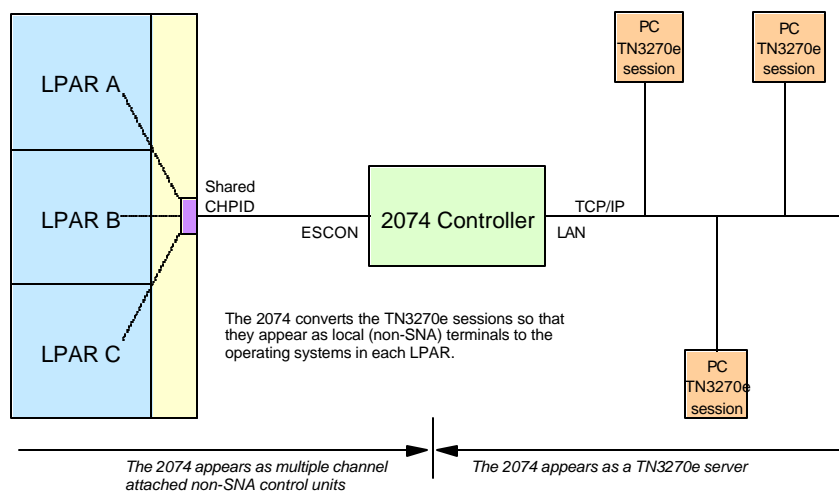 LPAR A
LPAR B
LPAR C
Shared
CHPID
ESCON
2074 Controller
TCP/IP
LAN
PC
TN3270e
session
PC
TN3270e
session
PC
TN3270e
session
The 2074 converts the TN3270e sessions so that
they appear as local (non-SNA) terminals to the
operating systems in each LPAR.
The 2074 appears as multiple channel
attached non-SNA control units
The 2074 appears as a TN3270e server